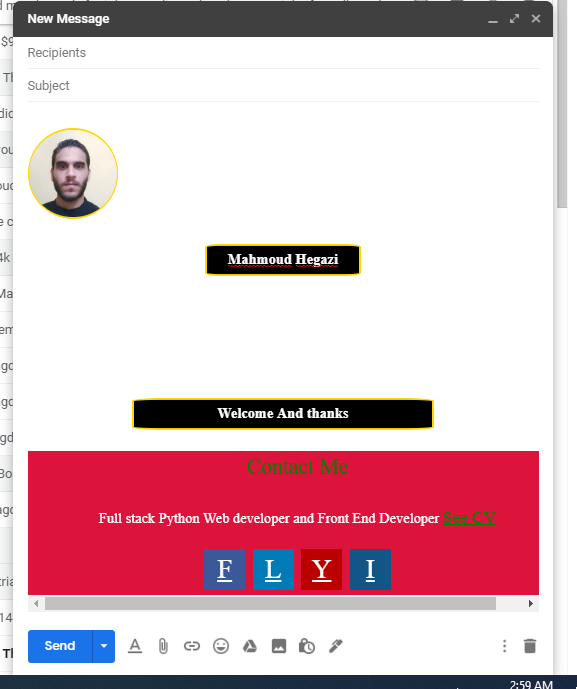 New Message
Recipients
Subject
Mahmoud Hegazi
Welcome And thanks
Contact Me
Full stack Python Web developer and Front End Developer See CV
F L Y I
Send
2:59 AM